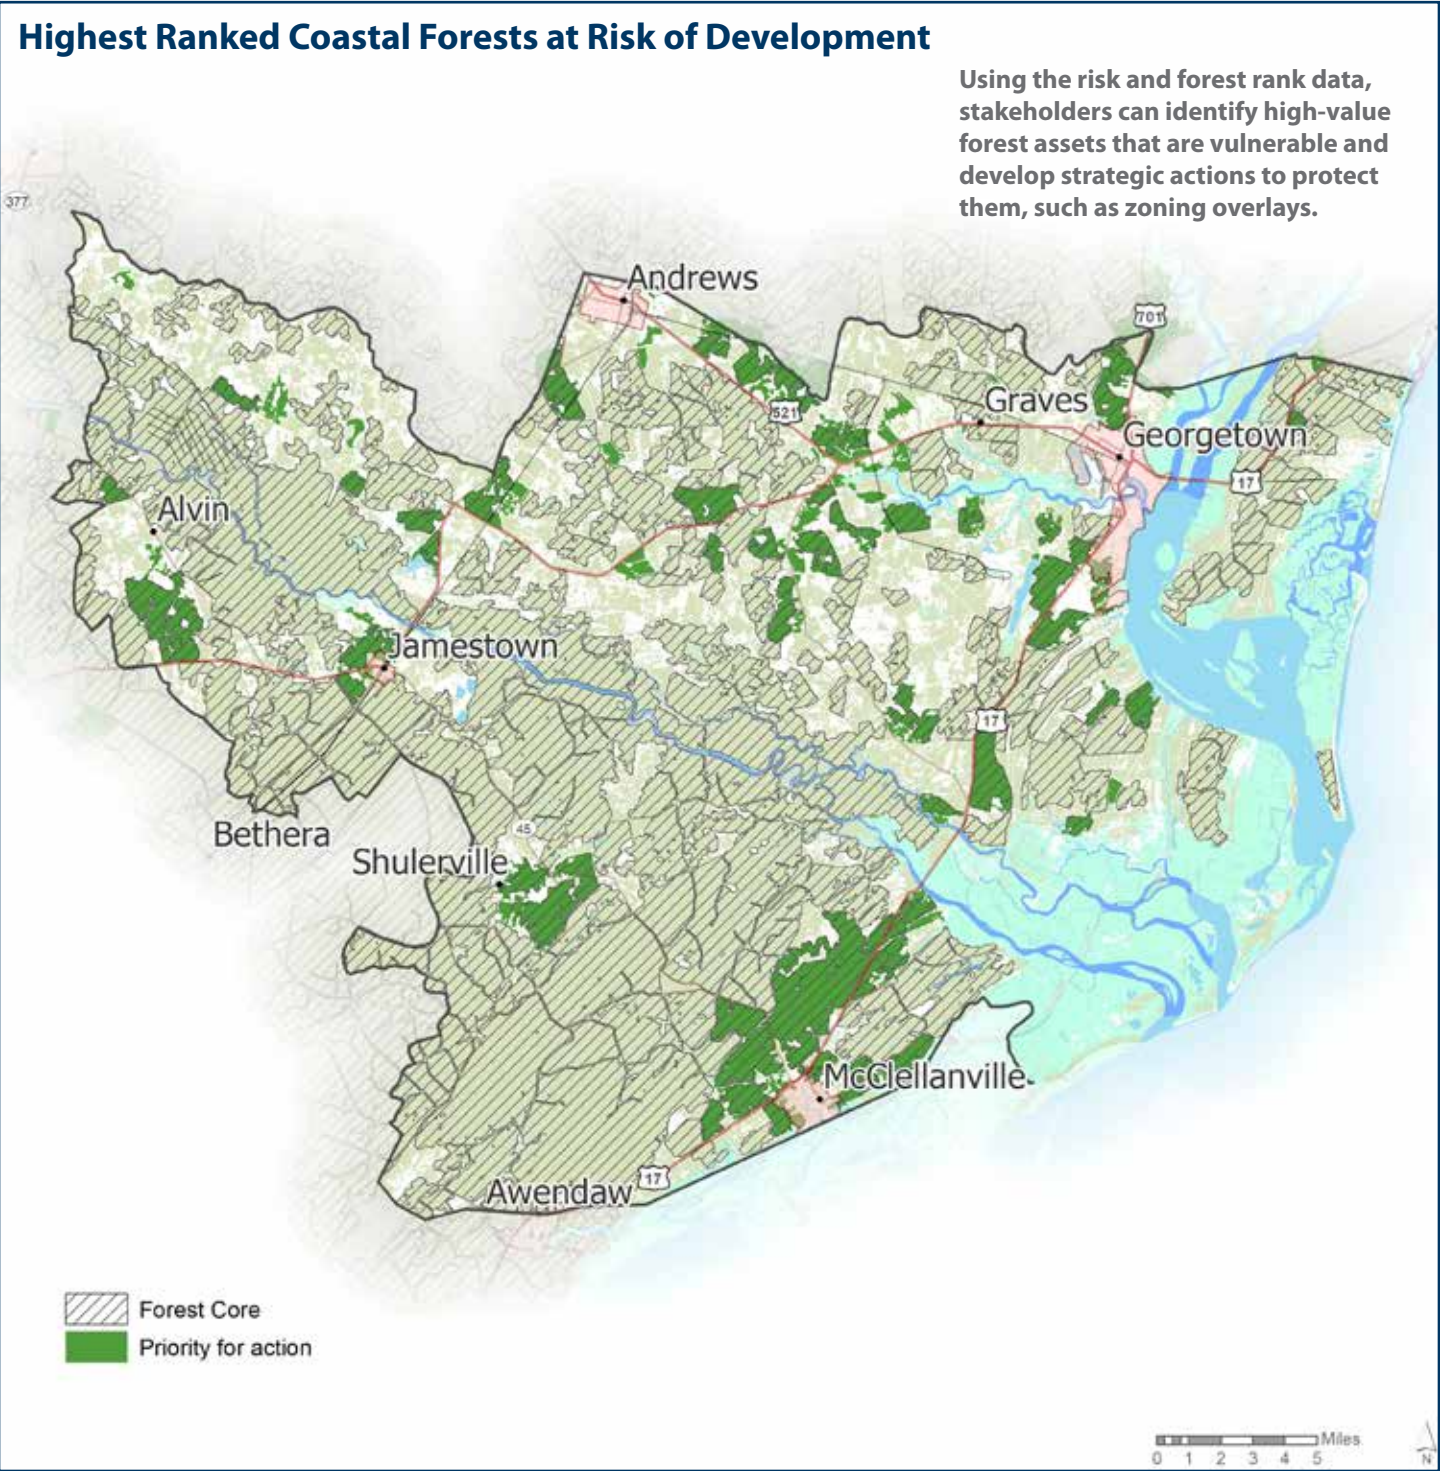 Highest Ranked Coastal Forests at Risk of Development
Using the risk and forest rank data,
stakeholders can identify high-value
forest assets that are vulnerable and
develop strategic actions to protect
them, such as zoning overlays.
377
Andrews
701
521
Graves
Georgetown
17
Alvin
Jamestown
17
45
Bethera
Shulerville
McClellanville
17
Awendaw
Forest Core
Priority for action
Miles
0 1 2 3 4 5
N